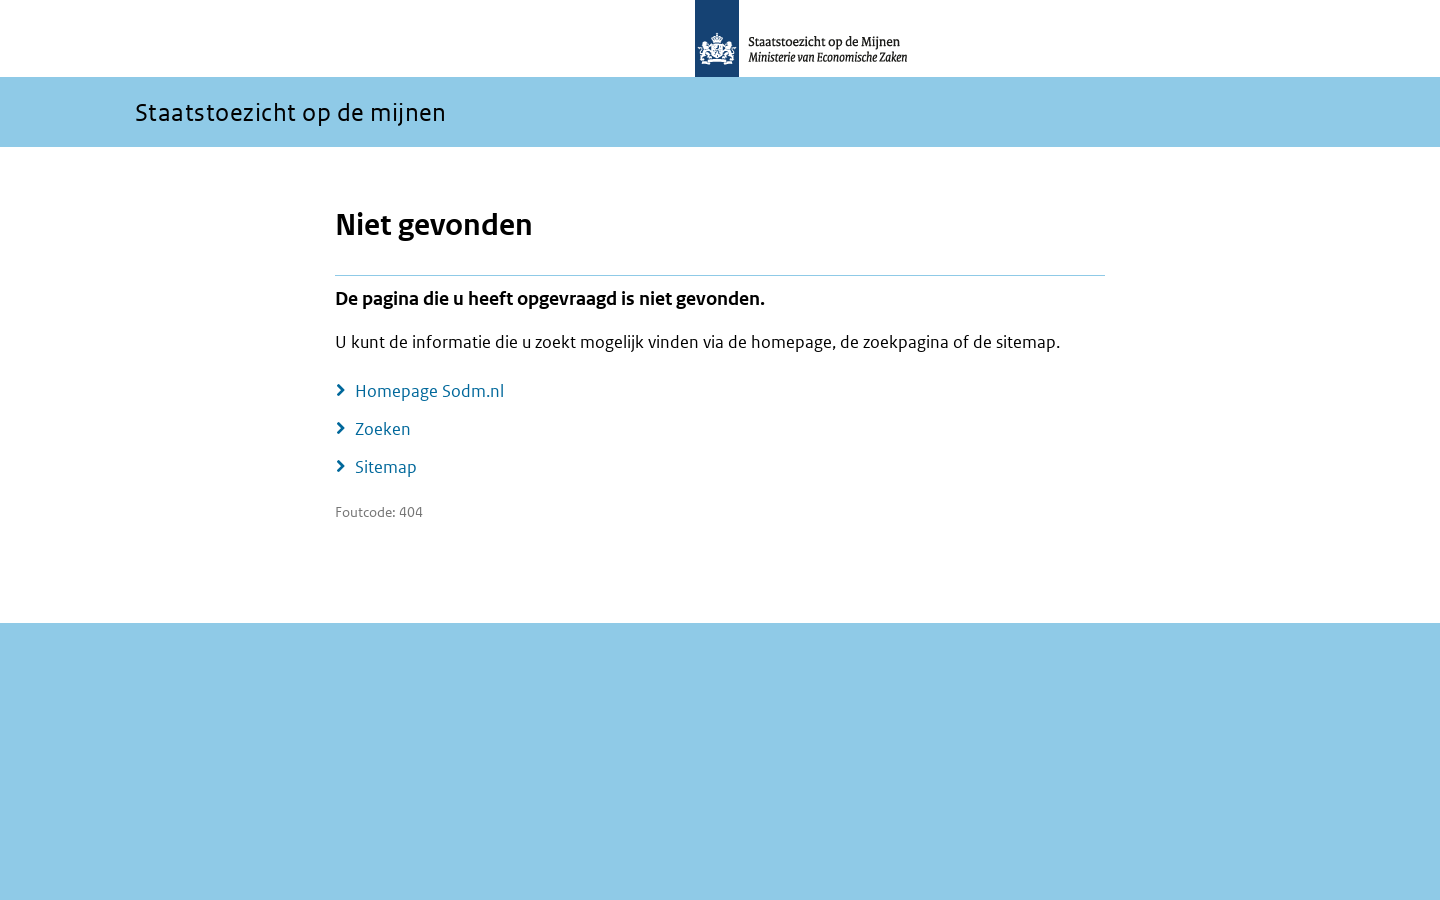 Staatstoezicht op de Mijnen
Ministerie van Economische Zaken
Staatstoezicht op de mijnen
Niet gevonden
De pagina die u heeft opgevraagd is niet gevonden.
U kunt de informatie die u zoekt mogelijk vinden via de homepage, de zoekpagina of de sitemap.
Homepage Sodm.nl
Zoeken
Sitemap
Foutcode: 404